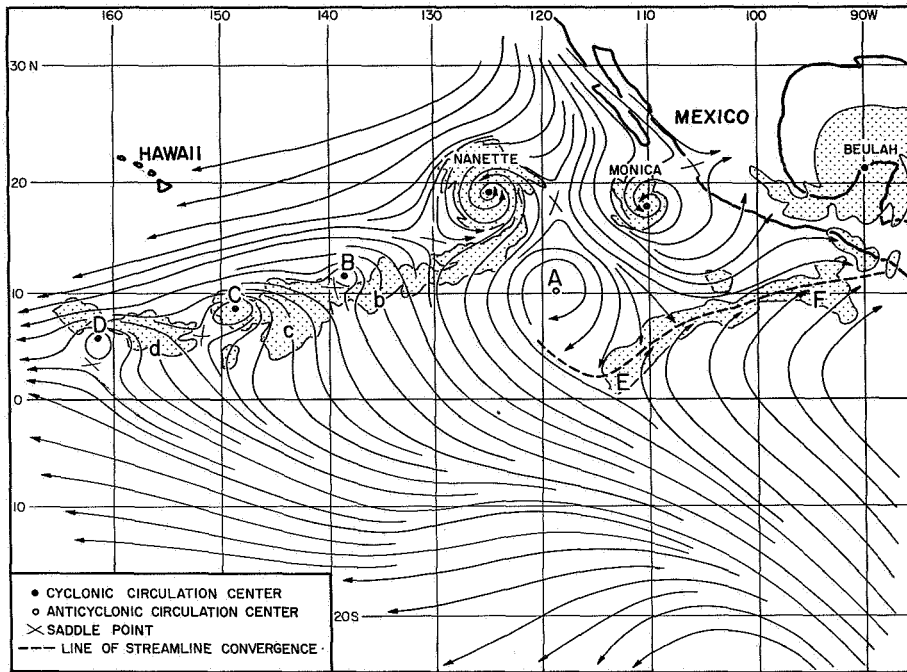 160 150 140 130 120 110 100 90W
30 N
MEXICO
HAWAII
BEULAH
NANETTE
MONICA
20
B
A
10
b
F
C
D
c
d
E
0
10
20S
● CYCLONIC CIRCULATION CENTER
○ ANTICYCLONIC CIRCULATION CENTER
SADDLE POINT
LINE OF STREAMLINE CONVERGENCE